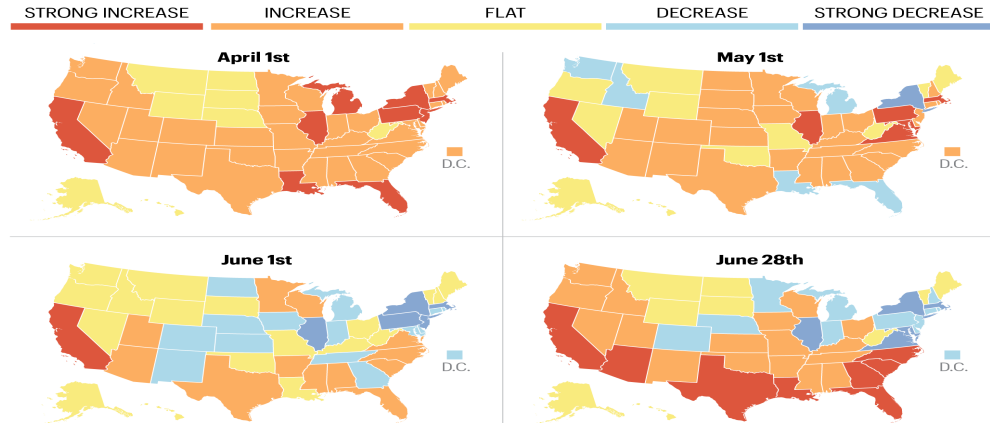 STRONG INCREASE INCREASE FLAT DECREASE STRONG DECREASE
April 1st May 1st
D.C. D.C.
June 1st June 28th
D.C. D.C.